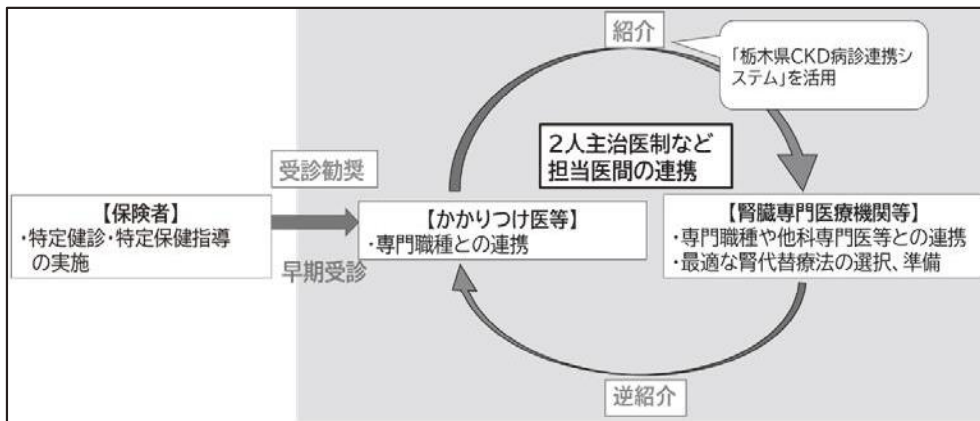 紹介
「栃木県CKD病診連携シ
ステム」を活用
2人主治医制など
担当医間の連携
受診勧奨
【保険者】
・特定健診・特定保健指導
の実施
【かかりつけ医等】
・専門職種との連携
【腎臓専門医療機関等】
・専門職種や他科専門医等との連携
・最適な腎代替療法の選択、準備
早期受診
逆紹介